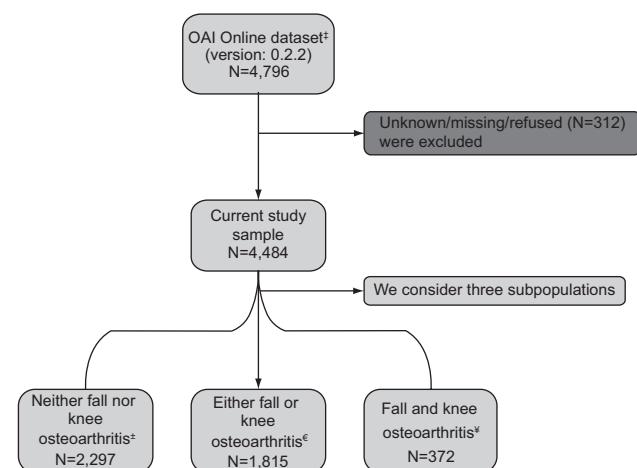 OAI Online dataset‡
(version: 0.2.2)
N=4,796
Unknown/missing/refused (N=312)
were excluded
Current study
sample
N=4,484
We consider three subpopulations
Neither fall nor
knee
osteoarthritis±
N=2,297
Either fall or
knee
osteoarthritis€
N=1,815
Fall and knee
osteoarthritis¥
N=372